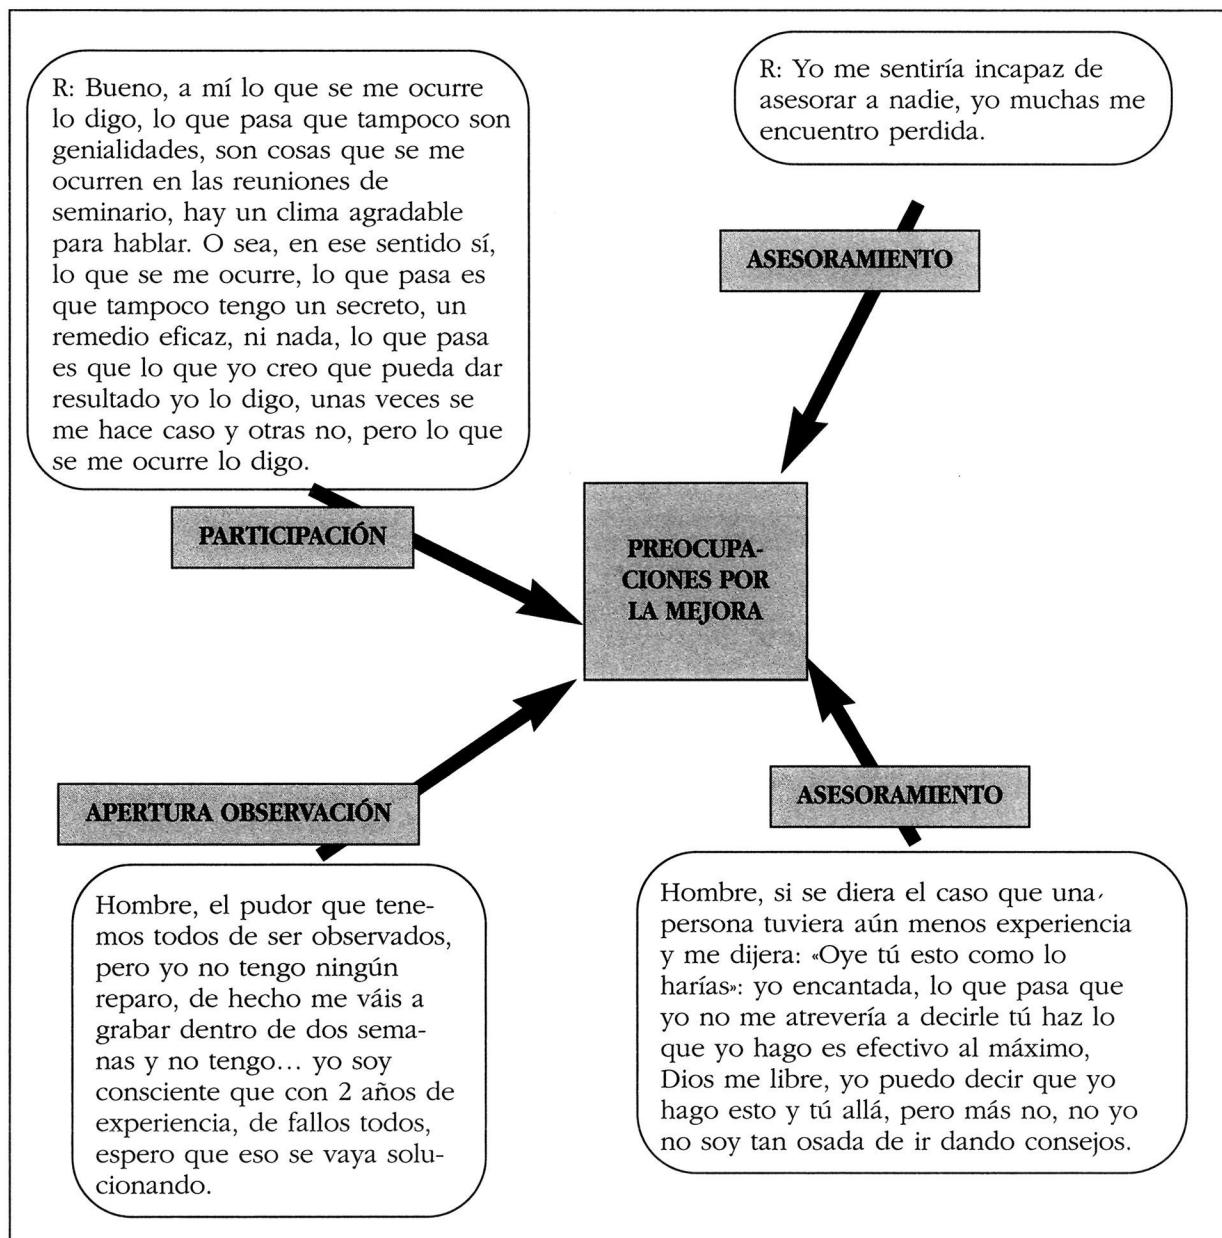 R: Bueno, a mí lo que se me ocurre
lo digo, lo que pasa que tampoco son
genialidades, son cosas que se me
ocurren en las reuniones de
seminario, hay un clima agradable
para hablar. O sea, en ese sentido sí,
lo que se me ocurre, lo que pasa es
que tampoco tengo un secreto, un
remedio eficaz, ni nada, lo que pasa
es que lo que yo creo que pueda dar
resultado yo lo digo, unas veces se
me hace caso y otras no, pero lo que
se me ocurre lo digo.
R: Yo me sentiría incapaz de
asesorar a nadie, yo muchas me
encuentro perdida.
ASESORAMIENTO
PARTICIPACIÓN
PREOCUPA-
CIONES POR
LA MEJORA
APERTURA OBSERVACIÓN
ASESORAMIENTO
Hombre, el pudor que tene-
mos todos de ser observados,
pero yo no tengo ningún
reparo, de hecho me váis a
grabar dentro de dos sema-
nas y no tengo... yo soy
consciente que con 2 años de
experiencia, de fallos todos,
espero que eso se vaya solu-
cionando.
Hombre, si se diera el caso que una
persona tuviera aún menos experiencia
y me dijera: «Oye tú esto como lo
harías»: yo encantada, lo que pasa que
yo no me atrevería a decirle tú haz lo
que yo hago es efectivo al máximo,
Dios me libre, yo puedo decir que yo
hago esto y tú allá, pero más no, no yo
no soy tan osada de ir dando consejos.